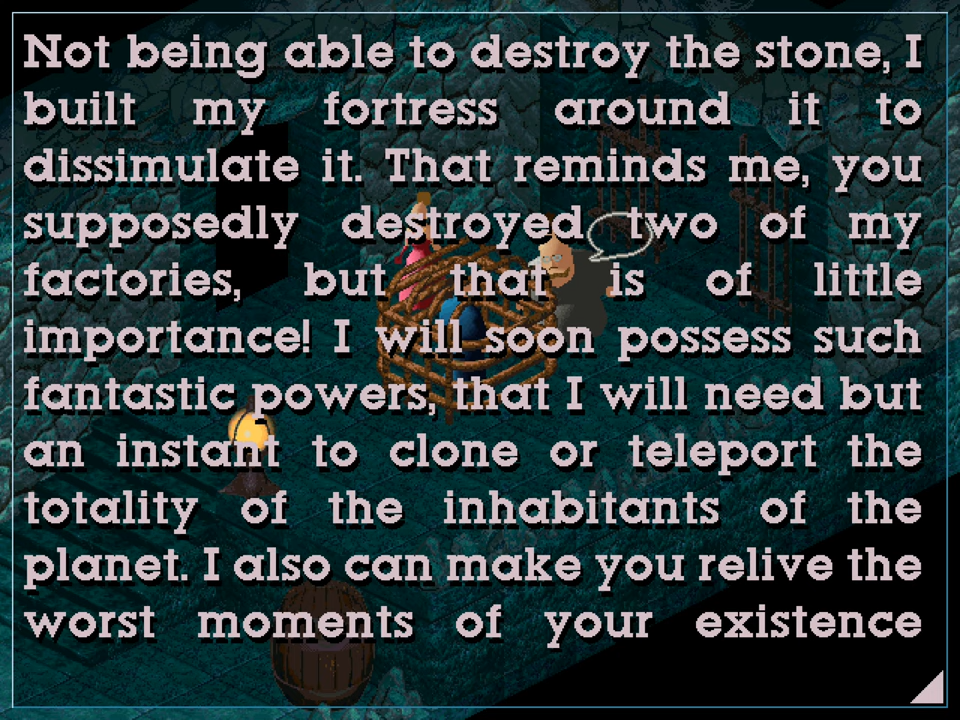 Not being able to destroy the stone, I
built my fortress around it to
dissimulate it. That reminds me, you
supposedly destroyed two of my
factories, but that is of little
importance! I will soon possess such
fantastic powers, that I will need but
an instant to clone or teleport the
totality of the inhabitants of the
planet. I also can make you relive the
worst moments of your existence